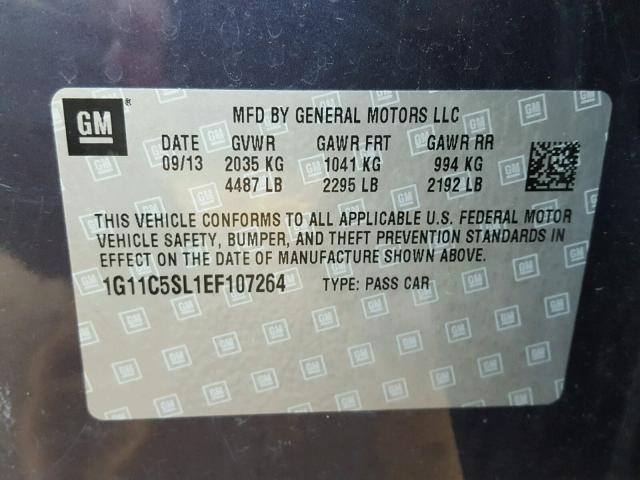 GM ®
MFD BY GENERAL MOTORS LLC
DATE GVWR GAWR FRT GAWR RR
09/13 2035 KG 1041 KG 994 KG
4487 LB 2295 LB 2192 LB
THIS VEHICLE CONFORMS TO ALL APPLICABLE U.S. FEDERAL MOTOR
VEHICLE SAFETY, BUMPER, AND THEFT PREVENTION STANDARDS IN
EFFECT ON THE DATE OF MANUFACTURE SHOWN ABOVE.
1G11C5SL1EF107264 TYPE: PASS CAR